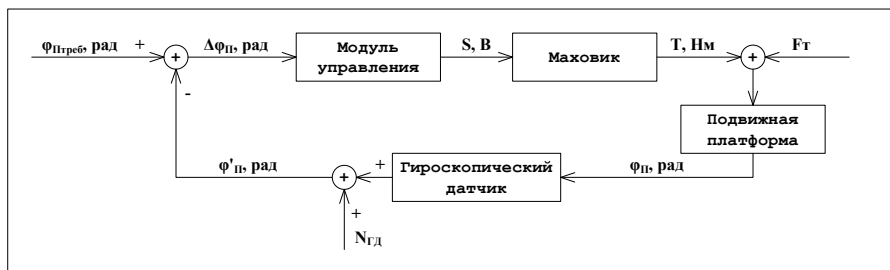 φПтреб, рад
+
+
Δφп, рад
Модуль
управления
S, В
Маховик
Т, Нм
+
Fт
-
Подвижная
платформа
φ'п, рад
+
+
Гироскопический
датчик
φп, рад
+
Nгд